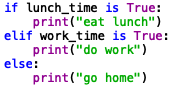 if lunch_time is True:
    print("eat lunch")
elif work_time is True:
    print("do work")
else:
    print("go home")